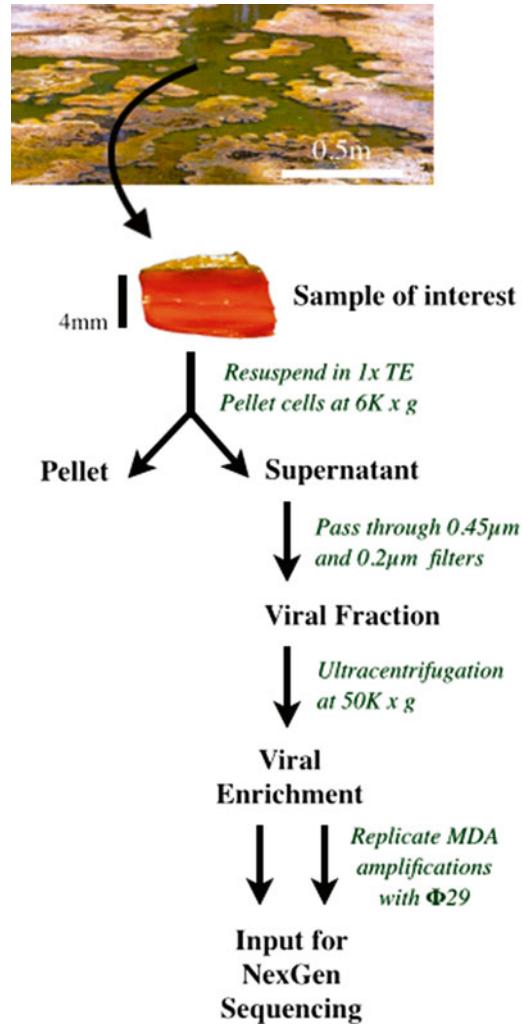 0.5m
Sample of interest
4mm
Resuspend in 1x TE
Pellet cells at 6K x g
Pellet
Supernatant
Pass through 0.45µm
and 0.2µm filters
Viral Fraction
Ultracentrifugation
at 50K x g
Viral
Enrichment
Replicate MDA
amplifications
with Φ29
Input for
NexGen
Sequencing